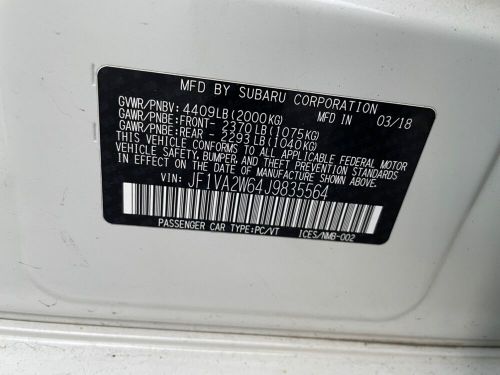 MFD BY SUBARU CORPORATION
GVWR/PNBV: 4409LB(2000KG) MFD IN 03/18
GAWR/PNBE:FRONT- 2370LB(1075KG)
GAWR/PNBE:REAR - 2293LB(1040KG)
THIS VEHICLE CONFORMS TO ALL APPLICABLE FEDERAL MOTOR
VEHICLE SAFETY, BUMPER, AND THEFT PREVENTION STANDARDS
IN EFFECT ON THE DATE OF MANUFACTURE SHOWN ABOVE.
VIN: JF1VA2W64J9835564
PASSENGER CAR TYPE:PC/VT ICES/NMB-002